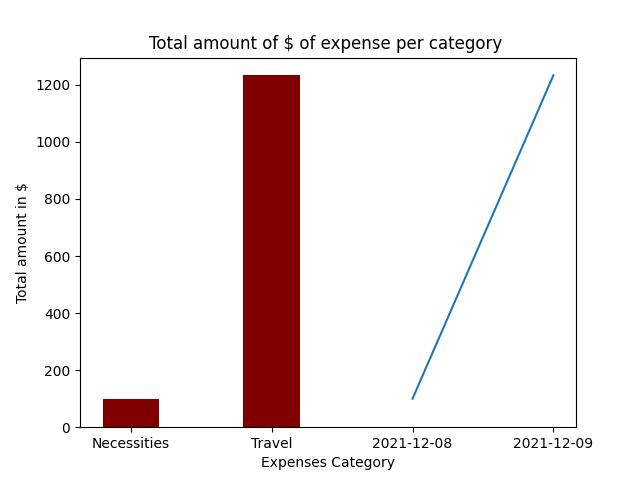 Total amount of $ of expense per category
1200
1000
800
600
400
200
0
Total amount in $
Necessities
Travel
2021-12-08
2021-12-09
Expenses Category